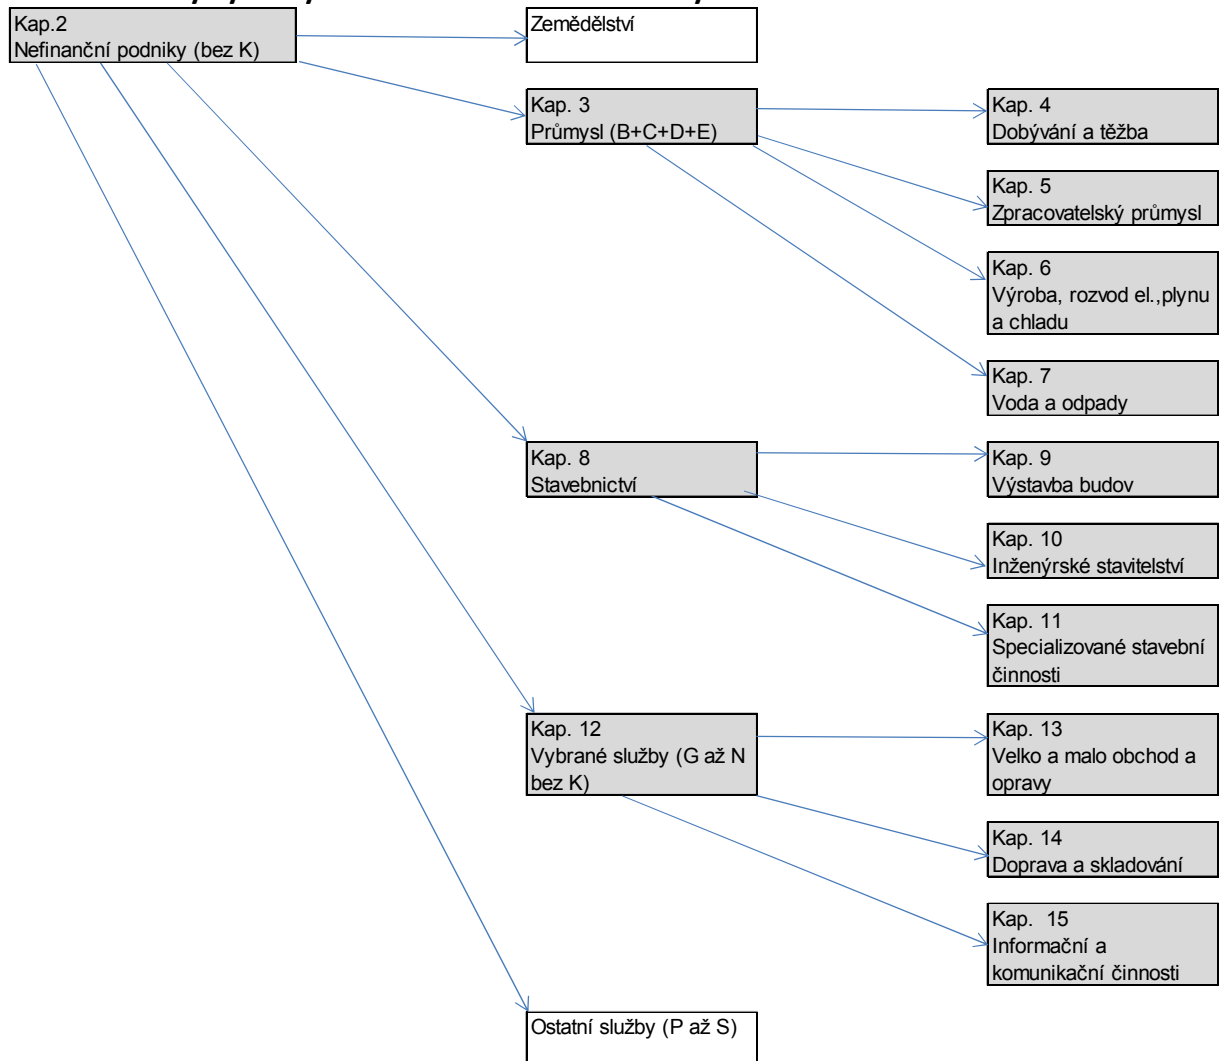 Kap.2
Nefinanční podniky (bez K)
Zemědělství
Kap. 3
Průmysl (B+C+D+E)
Kap. 4
Dobývání a těžba
Kap. 5
Zpracovatelský průmysl
Kap. 6
Výroba, rozvod el.,plynu
a chladu
Kap. 7
Voda a odpady
Kap. 8
Stavebnictví
Kap. 9
Výstavba budov
Kap. 10
Inženýrské stavitelství
Kap. 11
Specializované stavební
činnosti
Kap. 12
Vybrané služby (G až N
bez K)
Kap. 13
Velko a malo obchod a
opravy
Kap. 14
Doprava a skladování
Kap. 15
Informační a
komunikační činnosti
Ostatní služby (P až S)